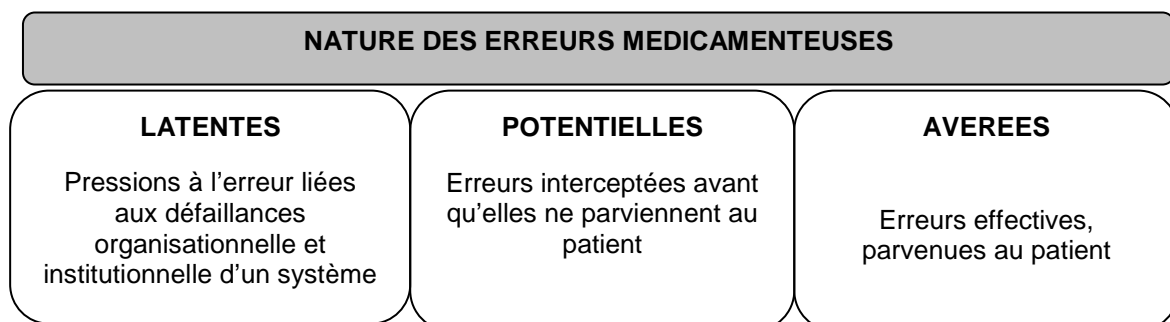 NATURE DES ERREURS MEDICAMENTEUSES
LATENTES
Pressions à l’erreur liées
aux défaillances
organisationnelle et
institutionnelle d’un système
POTENTIELLES
Erreurs interceptées avant
qu’elles ne parviennent au
patient
AVEREES
Erreurs effectives,
parvenues au patient